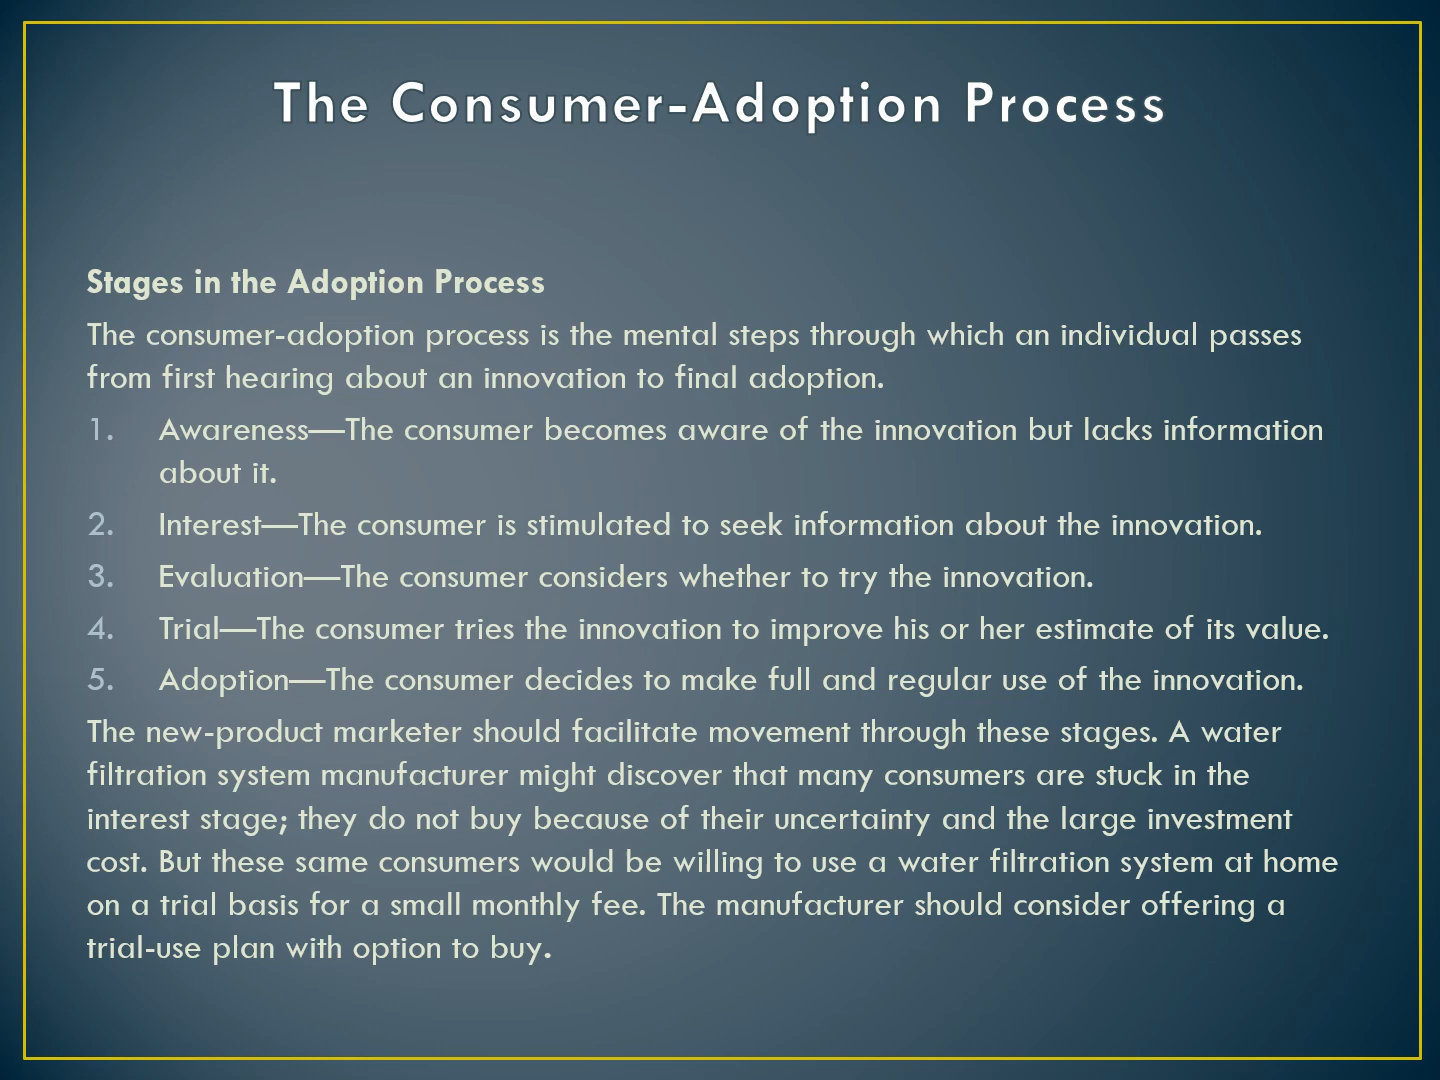 The Consumer-Adoption Process
Stages in the Adoption Process
The consumer-adoption process is the mental steps through which an individual passes
from first hearing about an innovation to final adoption.
1. Awareness—The consumer becomes aware of the innovation but lacks information
about it.
2. Interest—The consumer is stimulated to seek information about the innovation.
3. Evaluation—The consumer considers whether to try the innovation.
4. Trial—The consumer tries the innovation to improve his or her estimate of its value.
5. Adoption—The consumer decides to make full and regular use of the innovation.
The new-product marketer should facilitate movement through these stages. A water
filtration system manufacturer might discover that many consumers are stuck in the
interest stage; they do not buy because of their uncertainty and the large investment
cost. But these same consumers would be willing to use a water filtration system at home
on a trial basis for a small monthly fee. The manufacturer should consider offering a
trial-use plan with option to buy.